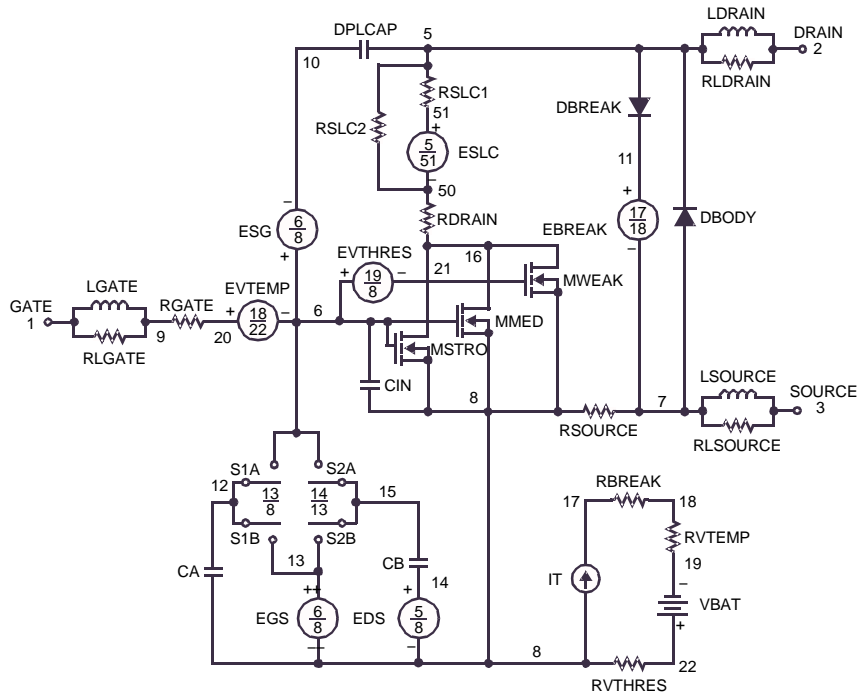 LDRAIN
DPLCAP
5
DRAIN
2
10
RLDRAIN
RSLC1
51
RSLC2
+
5
51
ESLC
−
50
DBREAK
11
+
17
18
EBREAK
−
DBODY
−
6
8
ESG
+
RDRAIN
16
EVTHRES
+
19
8
−
21
MWEAK
LGATE
GATE
1
RLGATE
9
RGATE
20
EVTEMP
+
18
22
−
6
MMED
MSTRO
CIN
8
RSOURCE
7
LSOURCE
SOURCE
3
RLSOURCE
S1A
S2A
12
13
8
14
13
15
S1B
S2B
13
CA
CB
14
++
EGS
6
8
−−
+
EDS
5
8
−
RBREAK
17
18
RVTEMP
19
IT
−
VBAT
+
8
22
RVTHRES